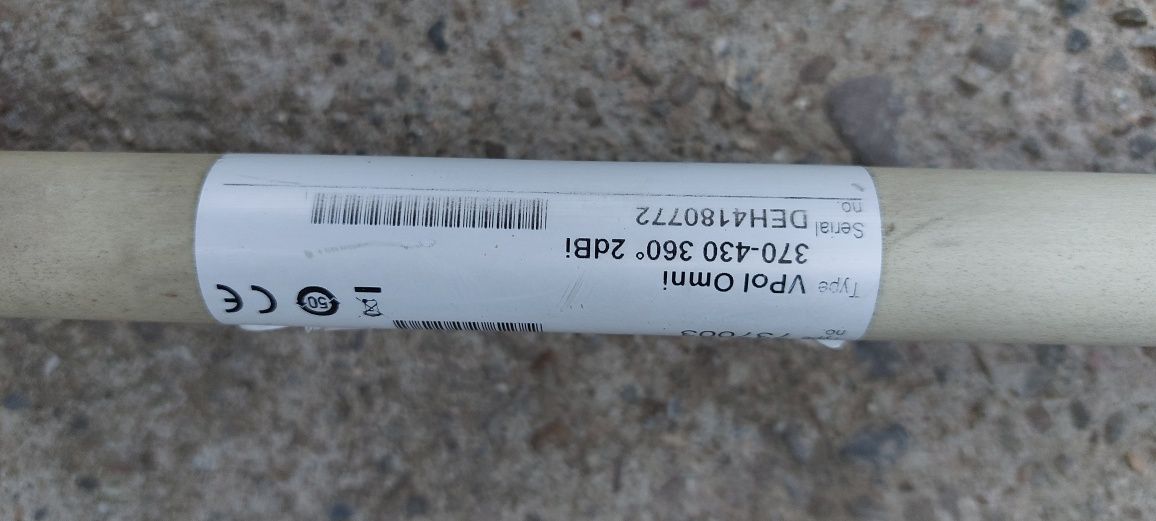 Type VPol Omni
370-430 360° 2dBi
Serial no. DEH4180772
50
CE